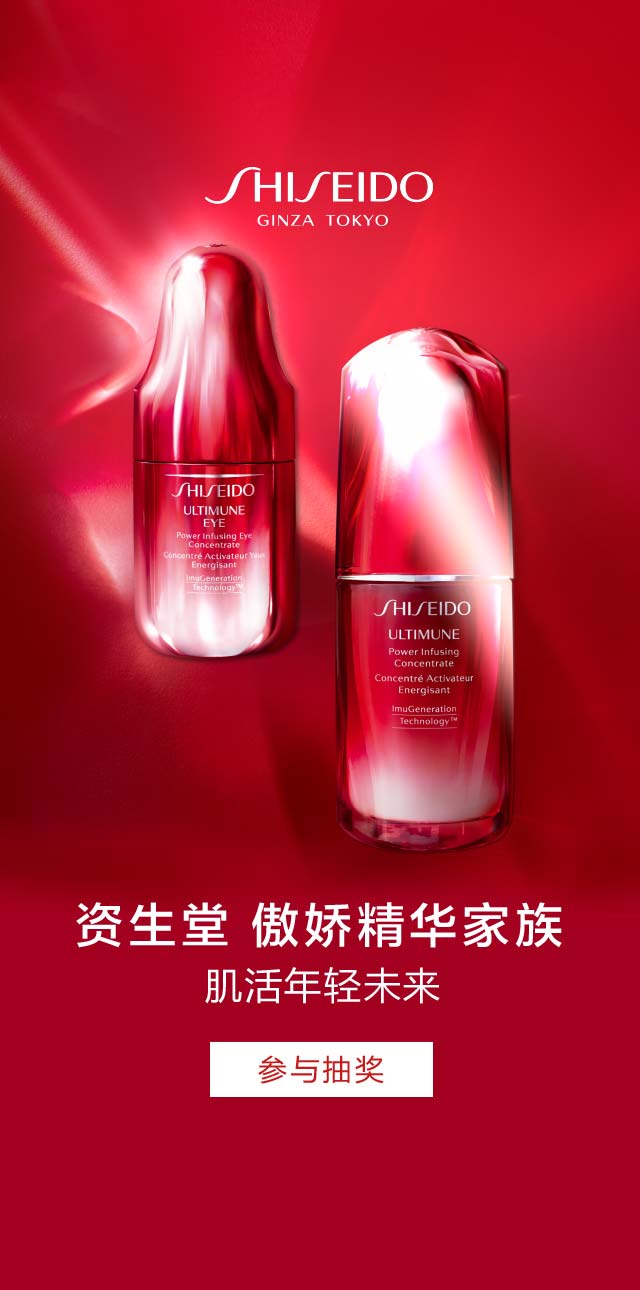 SHISEIDO
GINZA TOKYO
SHISEIDO
ULTIMUNE
EYE
Power Infusing Eye
Concentrate
Concentré Activateur Yeux
Energisant
ImuGeneration
Technology™
SHISEIDO
ULTIMUNE
Power Infusing
Concentrate
Concentré Activateur
Energisant
ImuGeneration
Technology™
资生堂 傲娇精华家族
肌活年轻未来
参与抽奖